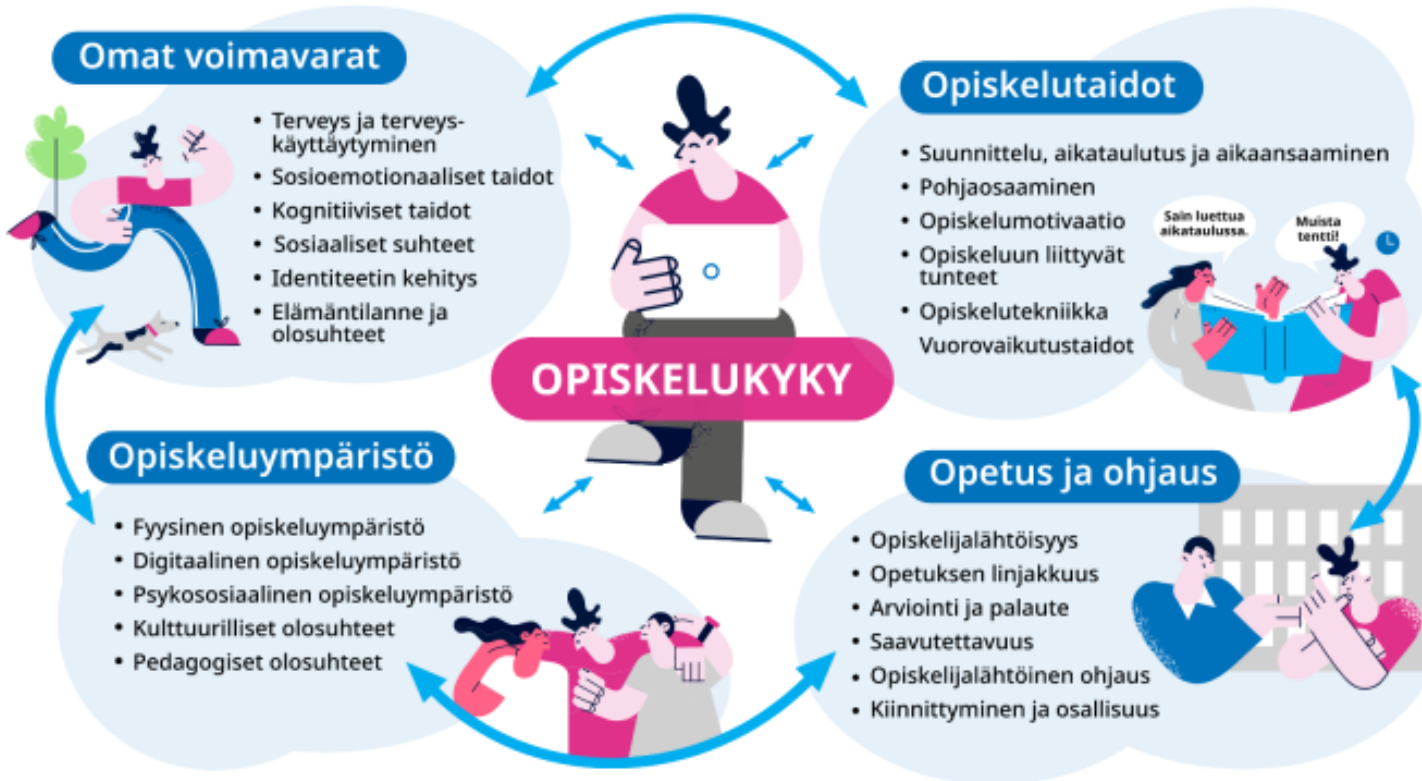 Omat voimavarat
• Terveys ja terveys-
käyttäytyminen
• Sosioemotionaaliset taidot
• Kognitiiviset taidot
• Sosiaaliset suhteet
• Identiteetin kehitys
• Elämäntilanne ja
olosuhteet
Opiskelutaidot
• Suunnittelu, aikataulutus ja aikaansaaminen
• Pohjaosaaminen
• Opiskelumotivaatio
• Opiskeluun liittyvät
tunteet
• Opiskelutekniikka
Vuorovaikutustaidot
Sain luettua
aikataulussa.
Muista
tentti!
OPISKELUKYKY
Opiskeluympäristö
• Fyysinen opiskeluympäristö
• Digitaalinen opiskeluympäristö
• Psykososiaalinen opiskeluympäristö
• Kulttuurilliset olosuhteet
• Pedagogiset olosuhteet
Opetus ja ohjaus
• Opiskelijalähtöisyys
• Opetuksen linjakkuus
• Arviointi ja palaute
• Saavutettavuus
• Opiskelijalähtöinen ohjaus
• Kiinnittyminen ja osallisuus